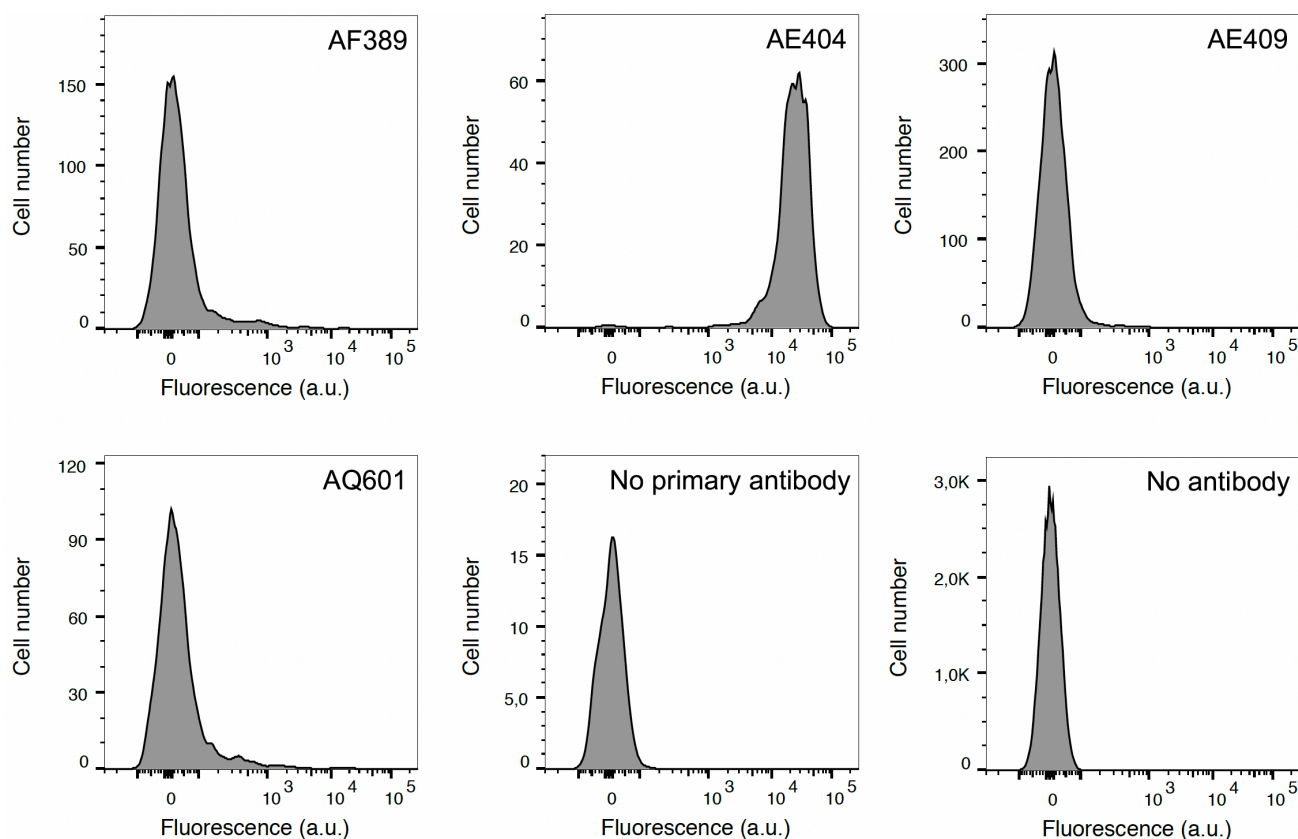 AF389
Cell number
150
100
50
0
0
10^3
10^4
10^5
Fluorescence (a.u.)
AE404
Cell number
60
40
20
0
0
10^3
10^4
10^5
Fluorescence (a.u.)
AE409
Cell number
300
200
100
0
0
10^3
10^4
10^5
Fluorescence (a.u.)
AQ601
Cell number
120
90
60
30
0
0
10^3
10^4
10^5
Fluorescence (a.u.)
No primary antibody
Cell number
20
15
10
5,0
0
0
10^3
10^4
10^5
Fluorescence (a.u.)
No antibody
Cell number
3,0K
2,0K
1,0K
0
0
10^3
10^4
10^5
Fluorescence (a.u.)